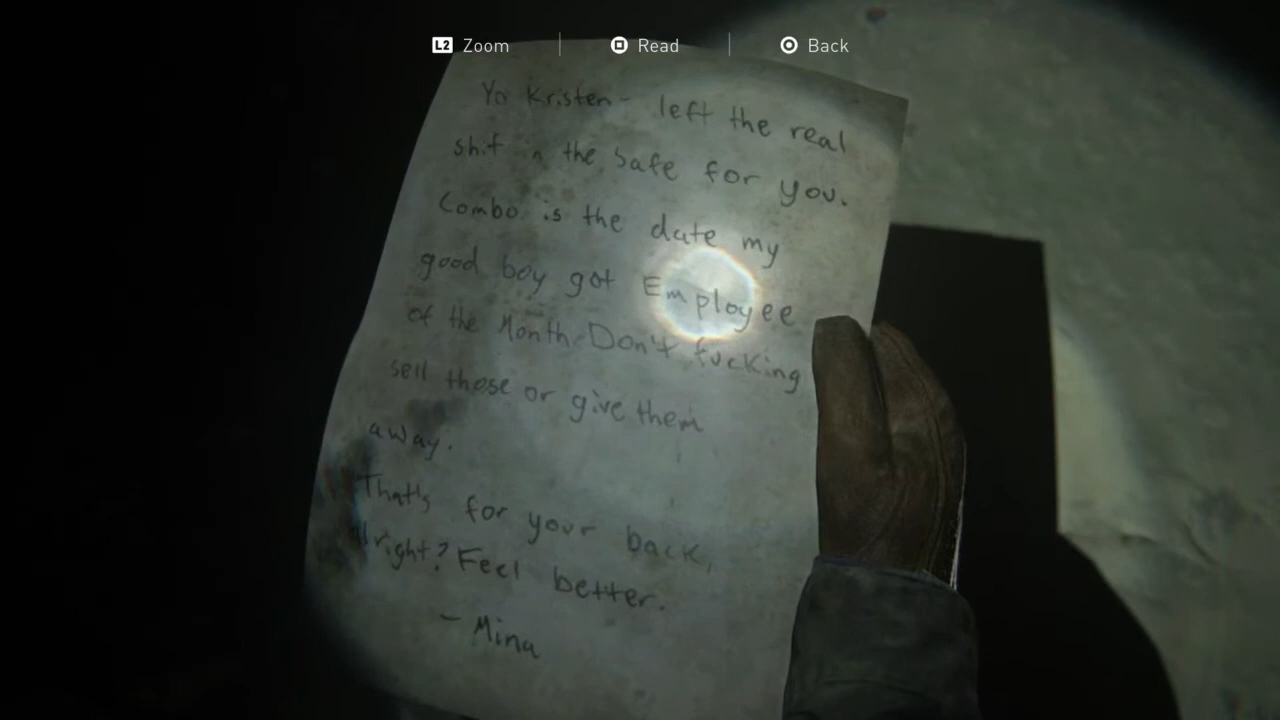 L2 Zoom Read Back
Yo Kristen- left the real
shit in the safe for you.
Combo is the date my
good boy got Employee
of the Month. Don't fucking
sell those or give them
away.
That's for your back,
alright? Feel better.
- Mina